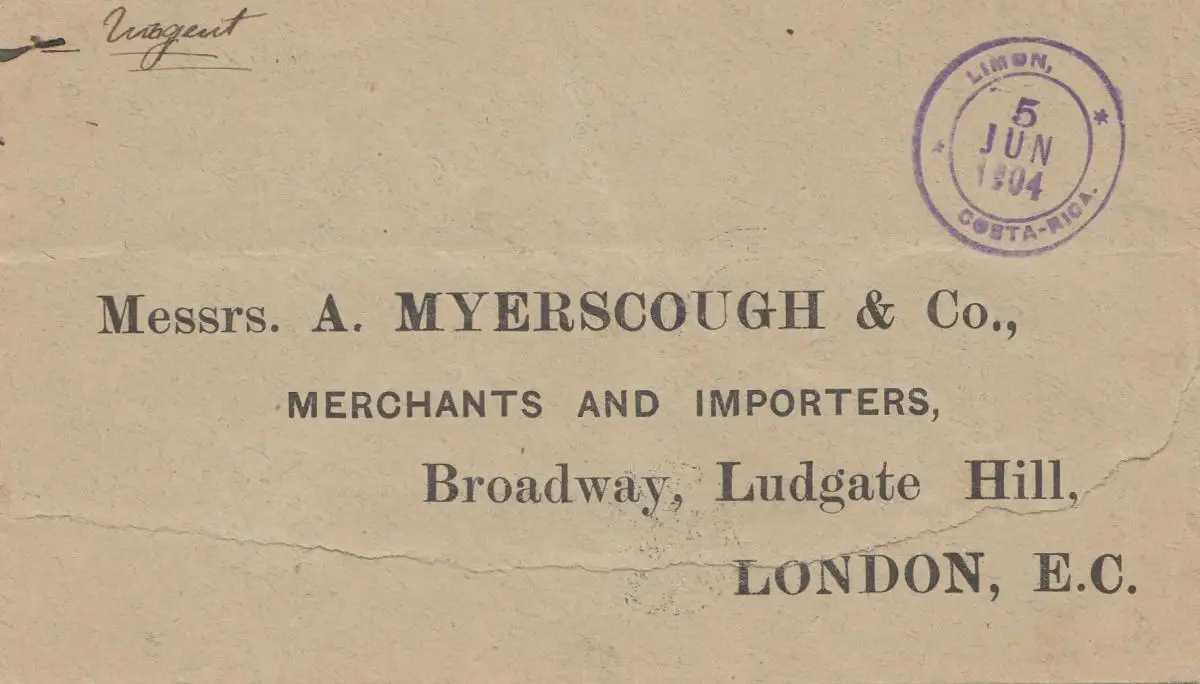 Urgent
LIMON,
5
JUN
1904
COSTA-RICA.
Messrs. A. MYERSCOUGH & Co.,
MERCHANTS AND IMPORTERS,
Broadway, Ludgate Hill,
LONDON, E.C.